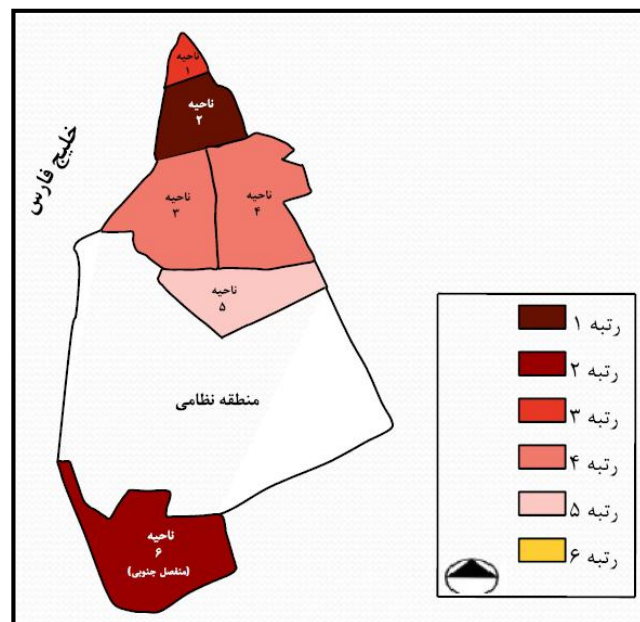 ناحیه
۱
ناحیه
۲
خلیج فارس
ناحیه
۳
ناحیه
۴
ناحیه
۵
منطقه نظامی
ناحیه
۶
(منفصل جنوبی)
رتبه ۱
رتبه ۲
رتبه ۳
رتبه ۴
رتبه ۵
رتبه ۶